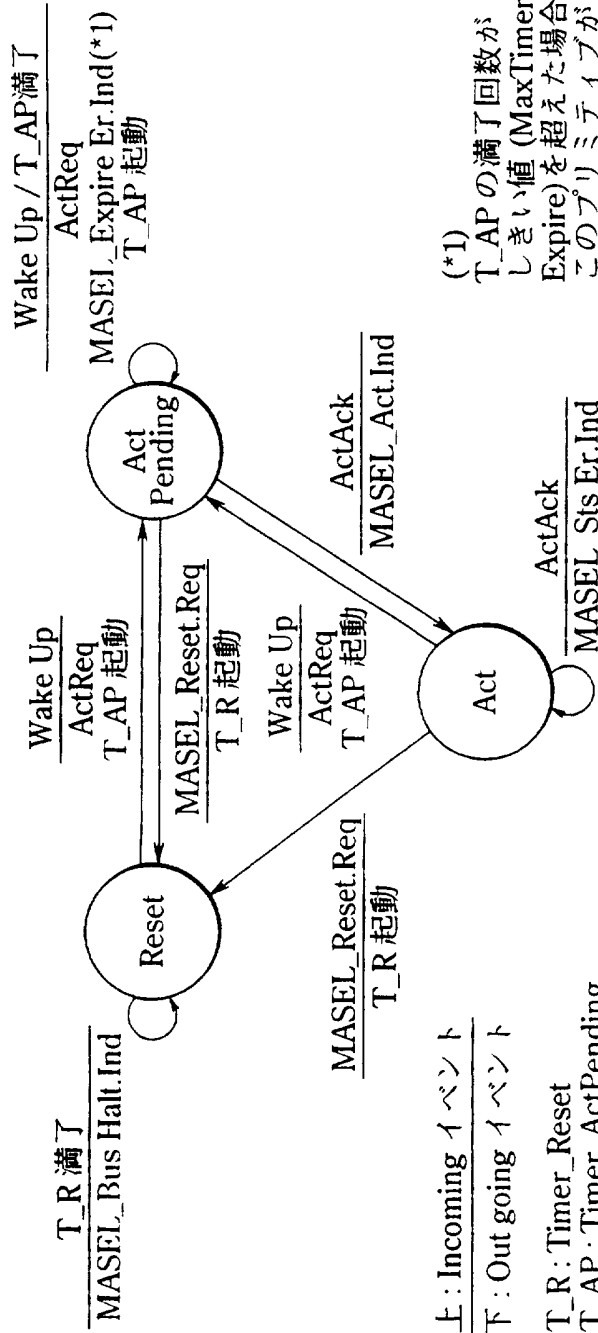 Wake Up / T_AP満了
ActReq
MASEL_Expire Er.Ind(*1)
T_AP 起動
Act
Pending
Wake Up
ActReq
T_AP 起動
MASEL_Reset.Req
T_R 起動
Reset
T_R 満了
MASEL_Bus Halt.Ind
Wake Up
ActReq
T_AP 起動
ActAck
MASEL_Act.Ind
MASEL_Reset.Req
T_R 起動
Act
ActAck
MASEL_Sts Er.Ind
上 : Incoming イベント
下 : Out going イベント
T_R : Timer_Reset
T_AP : Timer_ActPending
(*1)
T_AP の満了回数が
しきい値 (MaxTimer
Expire)を超えた場合
このプリミティブが